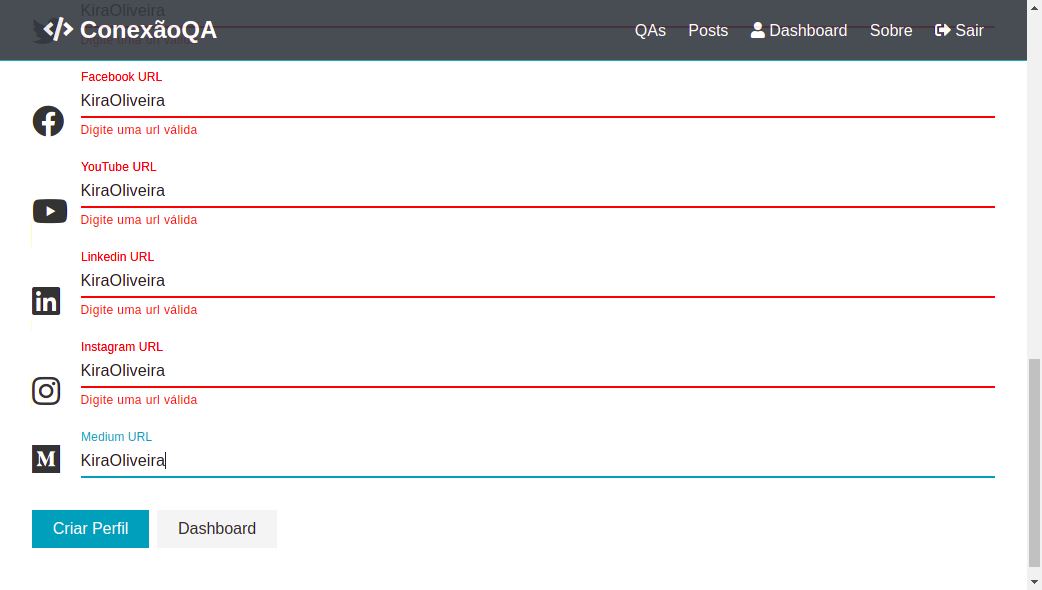 KiraOliveira
</> ConexãoQA
QAs Posts Dashboard Sobre Sair
Digite uma url válida
Facebook URL
KiraOliveira
Digite uma url válida
YouTube URL
KiraOliveira
Digite uma url válida
Linkedin URL
KiraOliveira
Digite uma url válida
Instagram URL
KiraOliveira
Digite uma url válida
Medium URL
KiraOliveira
Criar Perfil Dashboard